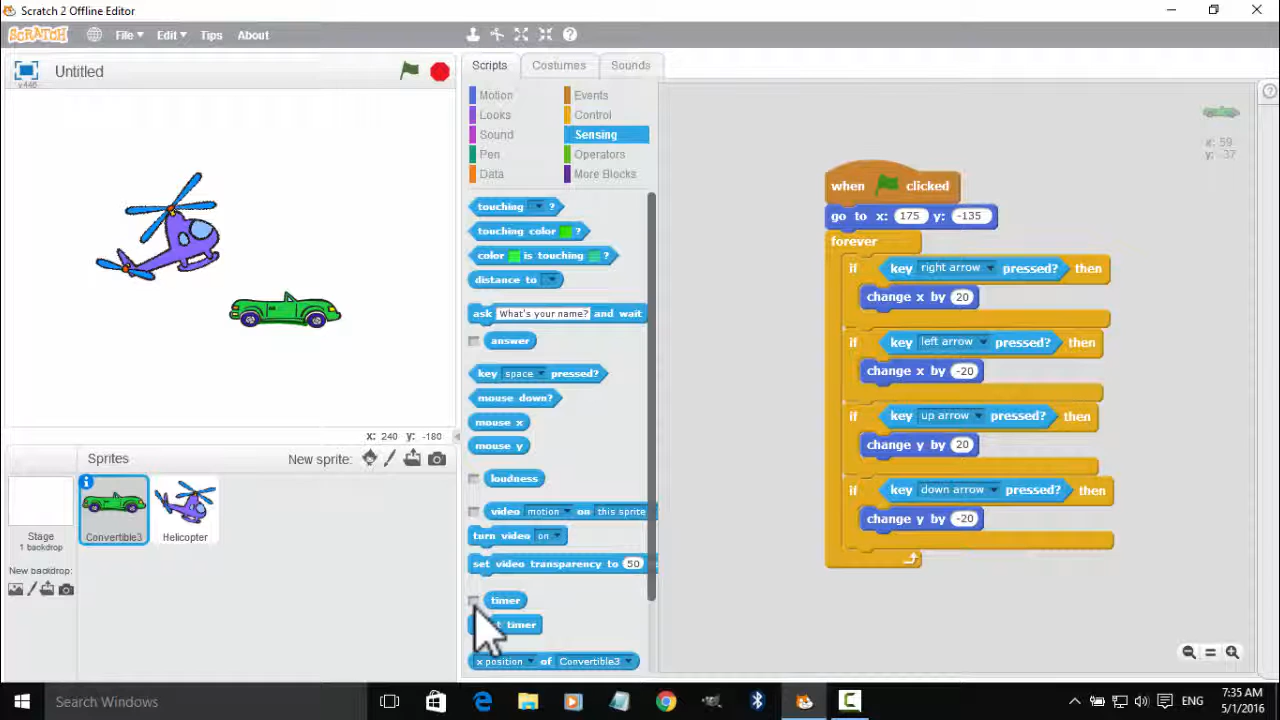 Scratch 2 Offline Editor
SCRATCH File Edit Tips About
v446 Untitled
Scripts Costumes Sounds
Motion Events
Looks Control
Sound Sensing
Pen Operators
Data More Blocks
touching ?
touching color ?
color is touching ?
distance to
ask What's your name? and wait
answer
key space pressed?
mouse down?
mouse x
mouse y
loudness
video motion on this sprite
turn video on
set video transparency to 50
timer
timer
x position of Convertible3
x: 59
y: -37
when clicked
go to x: 175 y: -135
forever
if key right arrow pressed? then
change x by 20
if key left arrow pressed? then
change x by -20
if key up arrow pressed? then
change y by 20
if key down arrow pressed? then
change y by -20
x: 240 y: -180
Sprites New sprite:
Stage
1 backdrop
New backdrop:
Convertible3
Helicopter
Search Windows
ENG
7:35 AM
5/1/2016